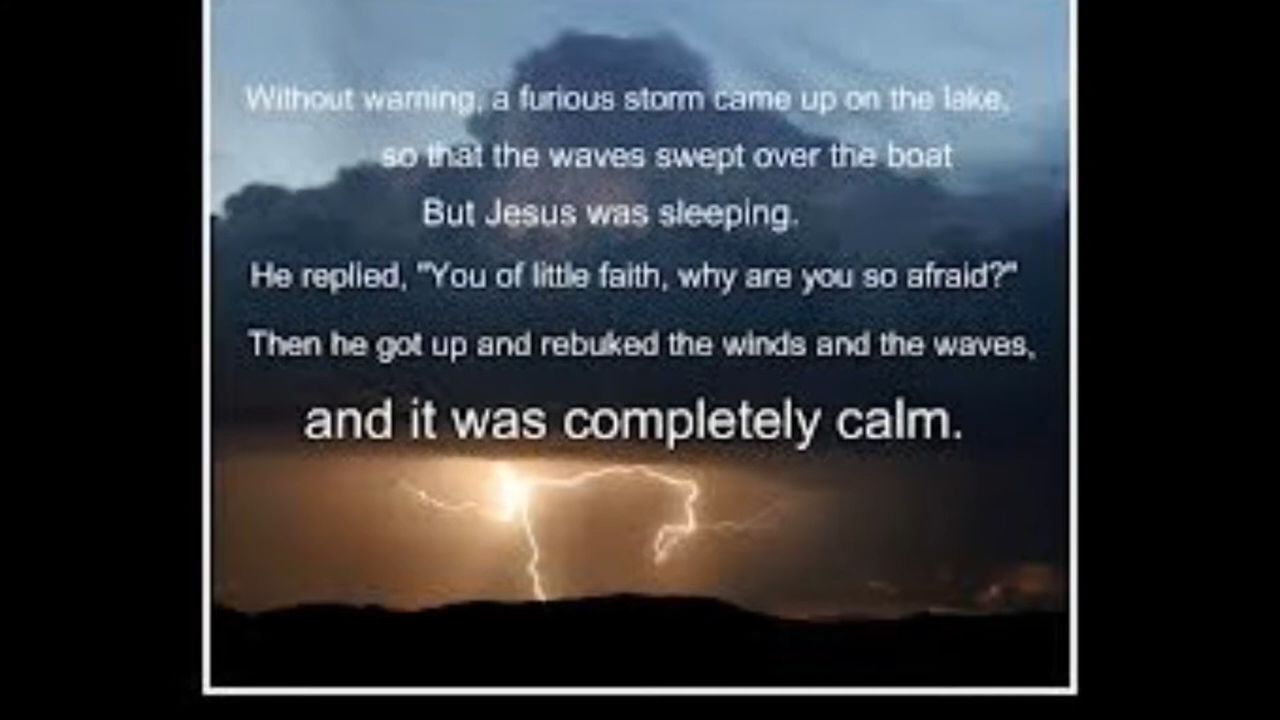 Without warning, a furious storm came up on the lake,
so that the waves swept over the boat
But Jesus was sleeping.
He replied, "You of little faith, why are you so afraid?"
Then he got up and rebuked the winds and the waves,
and it was completely calm.